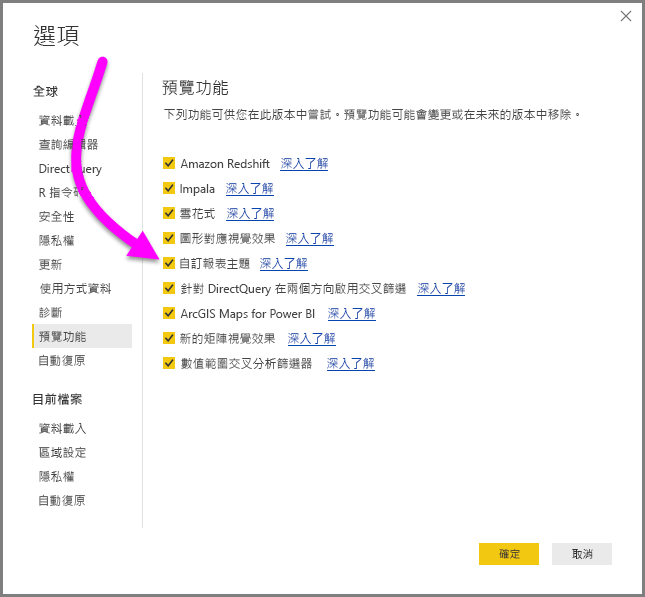 選項
全球
資料載入
查詢編輯器
DirectQuery
R 指令碼
安全性
隱私權
更新
使用方式資料
診斷
預覽功能
自動復原
目前檔案
資料載入
區域設定
隱私權
自動復原
預覽功能
下列功能可供您在此版本中嘗試。預覽功能可能會變更或在未來的版本中移除。
Amazon Redshift 深入了解
Impala 深入了解
雪花式 深入了解
圖形對應視覺效果 深入了解
自訂報表主題 深入了解
針對 DirectQuery 在兩個方向啟用交叉篩選 深入了解
ArcGIS Maps for Power BI 深入了解
新的矩陣視覺效果 深入了解
數值範圍交叉分析篩選器 深入了解
確定
取消